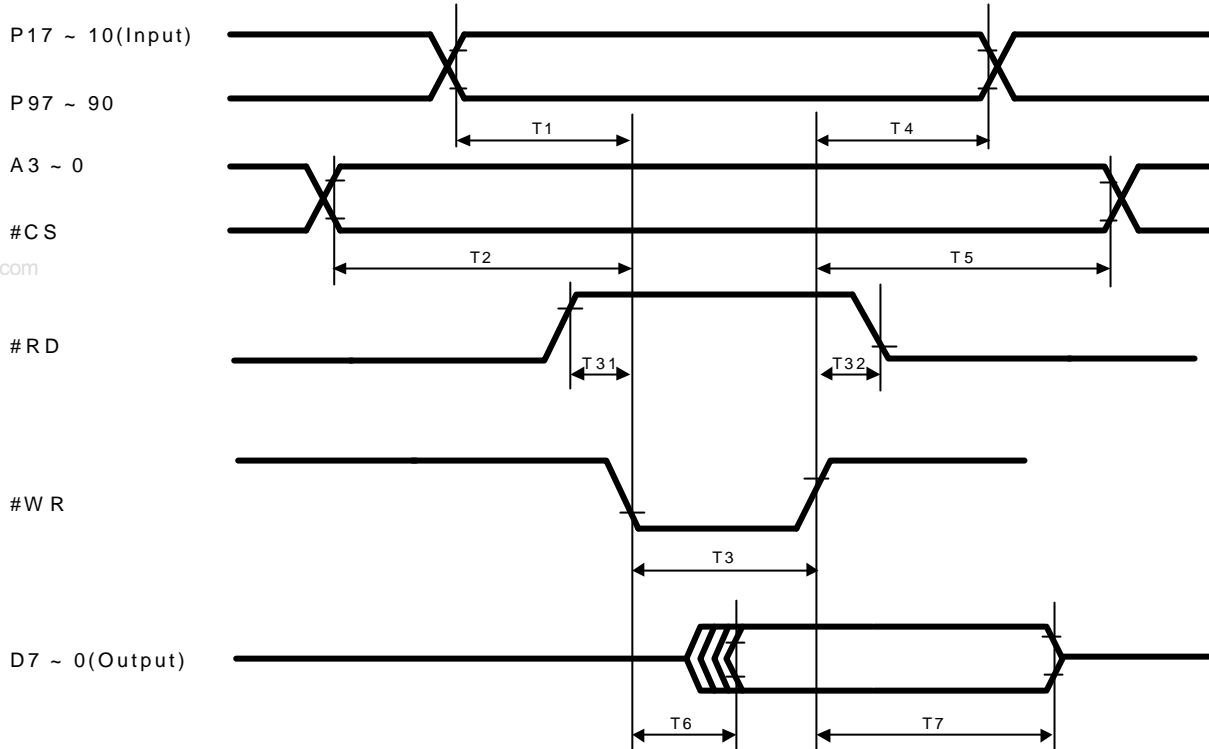 P17 ~ 10(Input)
P97 ~ 90
T1
T4
A3 ~ 0
#CS
T2
T5
com
#RD
T31
T32
#WR
T3
D7 ~ 0(Output)
T6
T7